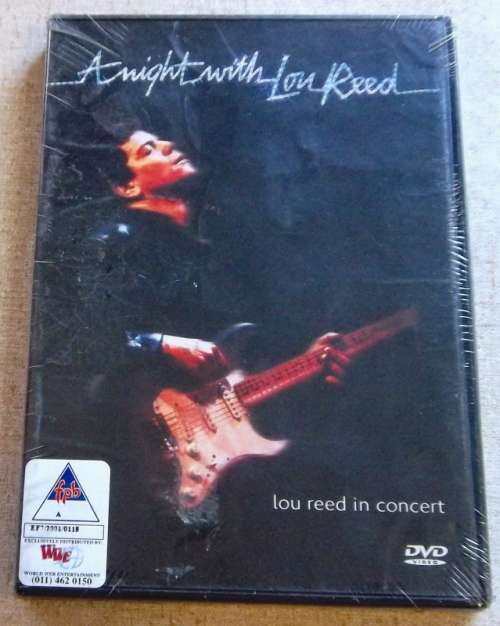 A night with Lou Reed
lou reed in concert
DVD
VIDEO
fpb
A
EXCLUSIVELY DISTRIBUTED BY:
WWE
WORLD WEB ENTERTAINMENT
(011) 462 0150